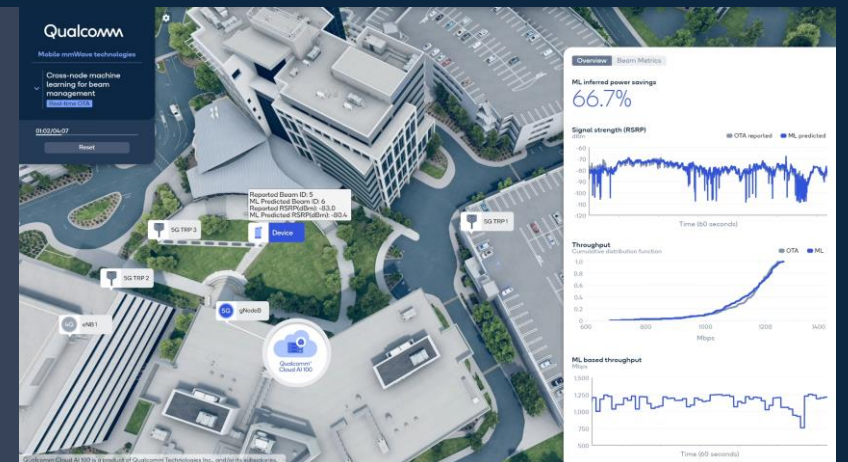 Qualcomm
Mobile mmWave technologies
Cross-node machine
learning for beam
management
Real-time OTA
01:02/04:07
Reset
Reported Beam ID: 5
ML Predicted Beam ID: 6
Reported RSRP(dBm): -83.0
ML Predicted RSRP(dBm): -80.4
Device
5G TRP 3
5G TRP 1
5G TRP 2
5G
gNodeB
4G
eNB 1
Qualcomm
Cloud AI 100
Qualcomm Cloud AI 100 is a product of Qualcomm Technologies Inc., and/or its subsidiaries.
Overview
Beam Metrics
ML inferred power savings
66.7%
Signal strength (RSRP)
dBm
OTA reported
ML predicted
-60
-70
-80
-90
-100
-110
-120
Time (60 seconds)
Throughput
Cumulative distribution function
OTA
ML
1.0
0.8
0.6
0.4
0.2
0
600
800
1000
1200
1400
Mbps
ML based throughput
Mbps
1,500
1,250
1,000
750
500
Time (60 seconds)